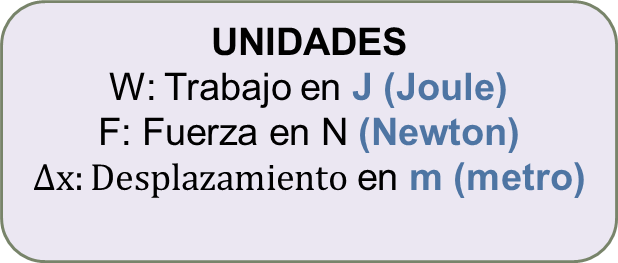 UNIDADES
W: Trabajo en J (Joule)
F: Fuerza en N (Newton)
Δx: Desplazamiento en m (metro)